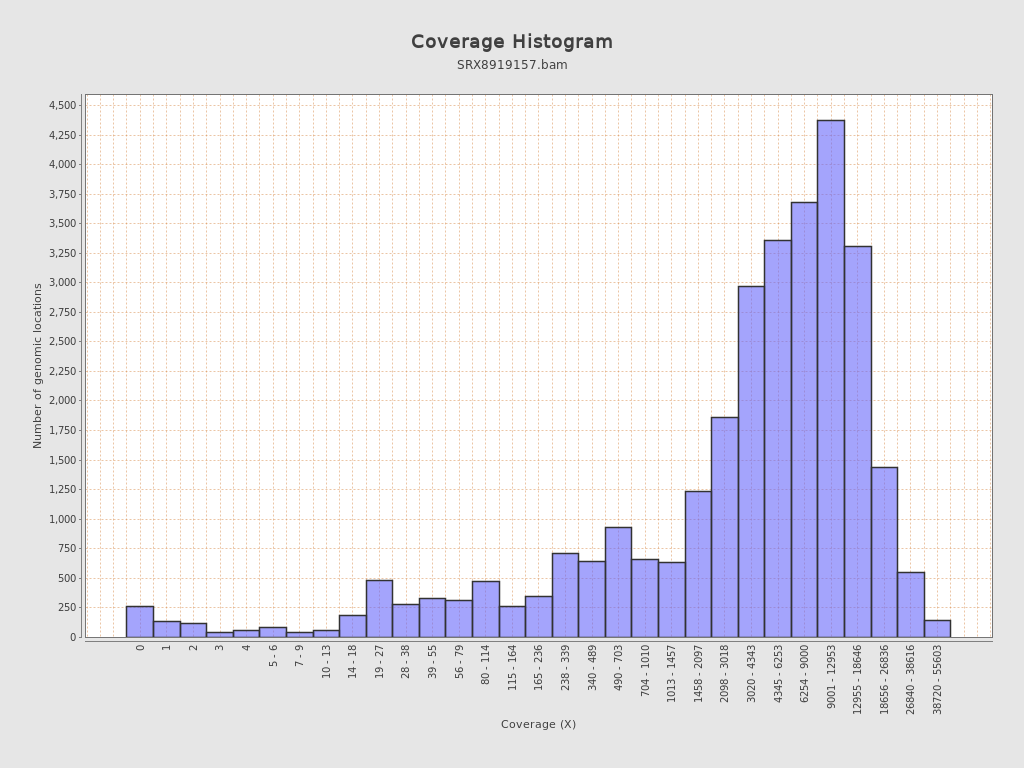 Coverage Histogram
SRX8919157.bam
Number of genomic locations
4,500
4,250
4,000
3,750
3,500
3,250
3,000
2,750
2,500
2,250
2,000
1,750
1,500
1,250
1,000
750
500
250
0
0
1
2
3
4
5 - 6
7 - 9
10 - 13
14 - 18
19 - 27
28 - 38
39 - 55
56 - 79
80 - 114
115 - 164
165 - 236
238 - 339
340 - 489
490 - 703
704 - 1010
1013 - 1457
1458 - 2097
2098 - 3018
3020 - 4343
4345 - 6253
6254 - 9000
9001 - 12953
12955 - 18646
18656 - 26836
26840 - 38616
38720 - 55603
Coverage (X)